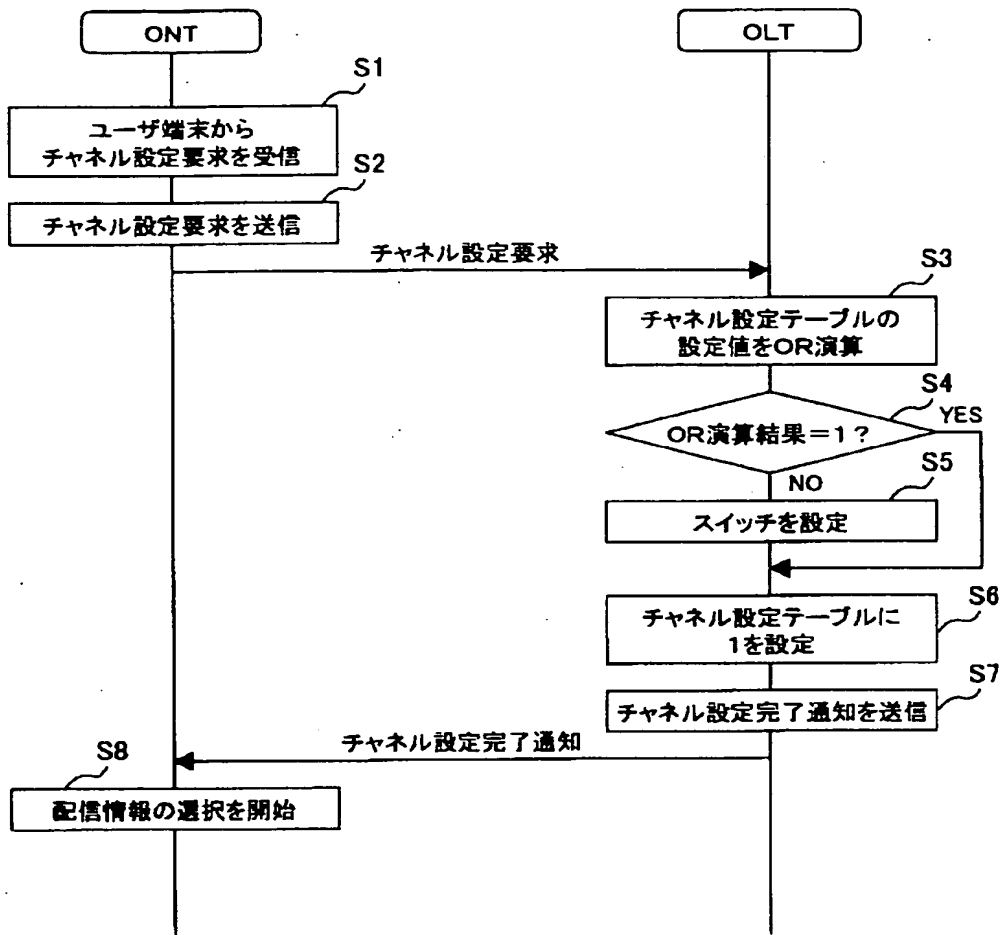 ONT
OLT
S1
ユーザ端末から
チャネル設定要求を受信
S2
チャネル設定要求を送信
チャネル設定要求
S3
チャネル設定テーブルの
設定値をOR演算
S4
OR演算結果=1?
YES
NO
S5
スイッチを設定
S6
チャネル設定テーブルに
1を設定
S7
チャネル設定完了通知を送信
チャネル設定完了通知
S8
配信情報の選択を開始